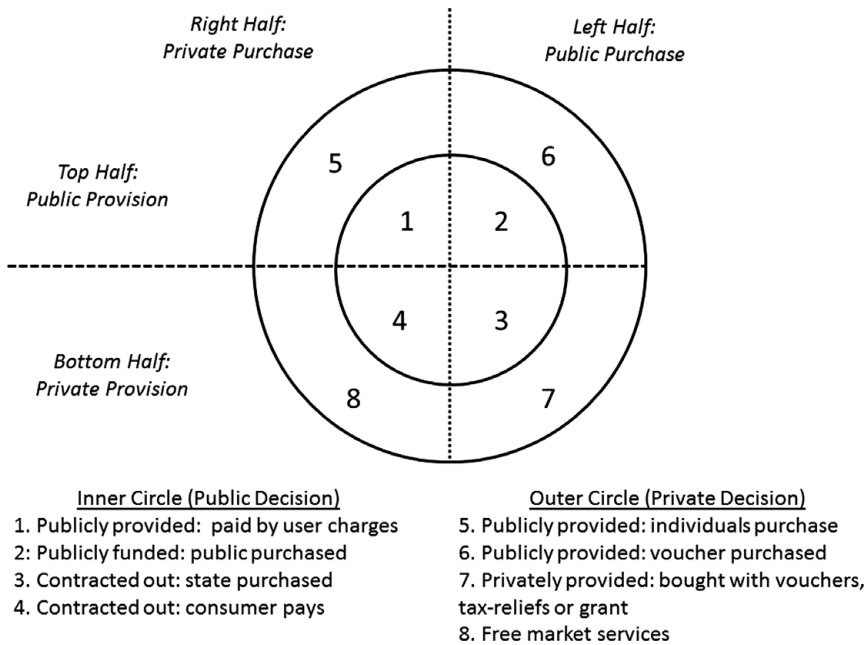 Right Half:
Private Purchase
Left Half:
Public Purchase
Top Half:
Public Provision
5
6
1
2
4
3
Bottom Half:
Private Provision
8
7
Inner Circle (Public Decision)
1. Publicly provided: paid by user charges
2: Publicly funded: public purchased
3. Contracted out: state purchased
4. Contracted out: consumer pays
Outer Circle (Private Decision)
5. Publicly provided: individuals purchase
6. Publicly provided: voucher purchased
7. Privately provided: bought with vouchers,
tax-reliefs or grant
8. Free market services